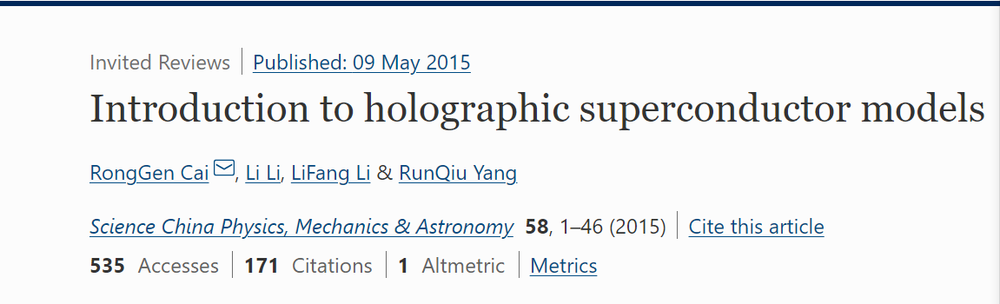 Invited Reviews | Published: 09 May 2015
Introduction to holographic superconductor models
RongGen Cai, Li Li, LiFang Li & RunQiu Yang
Science China Physics, Mechanics & Astronomy 58, 1–46 (2015) | Cite this article
535 Accesses | 171 Citations | 1 Altmetric | Metrics